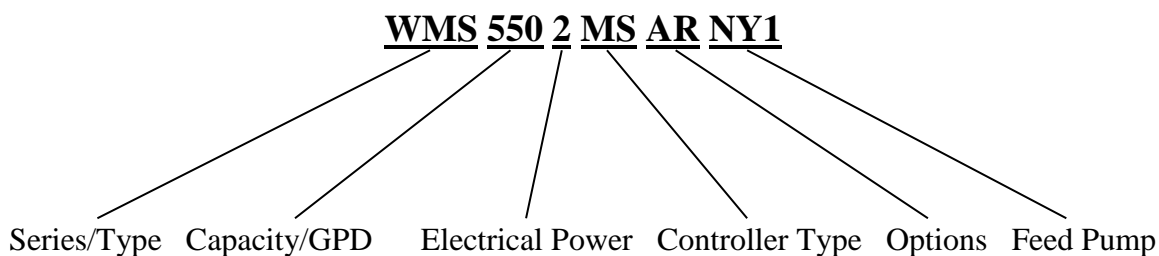 WMS 550 2 MS AR NY1
Series/Type Capacity/GPD Electrical Power Controller Type Options Feed Pump